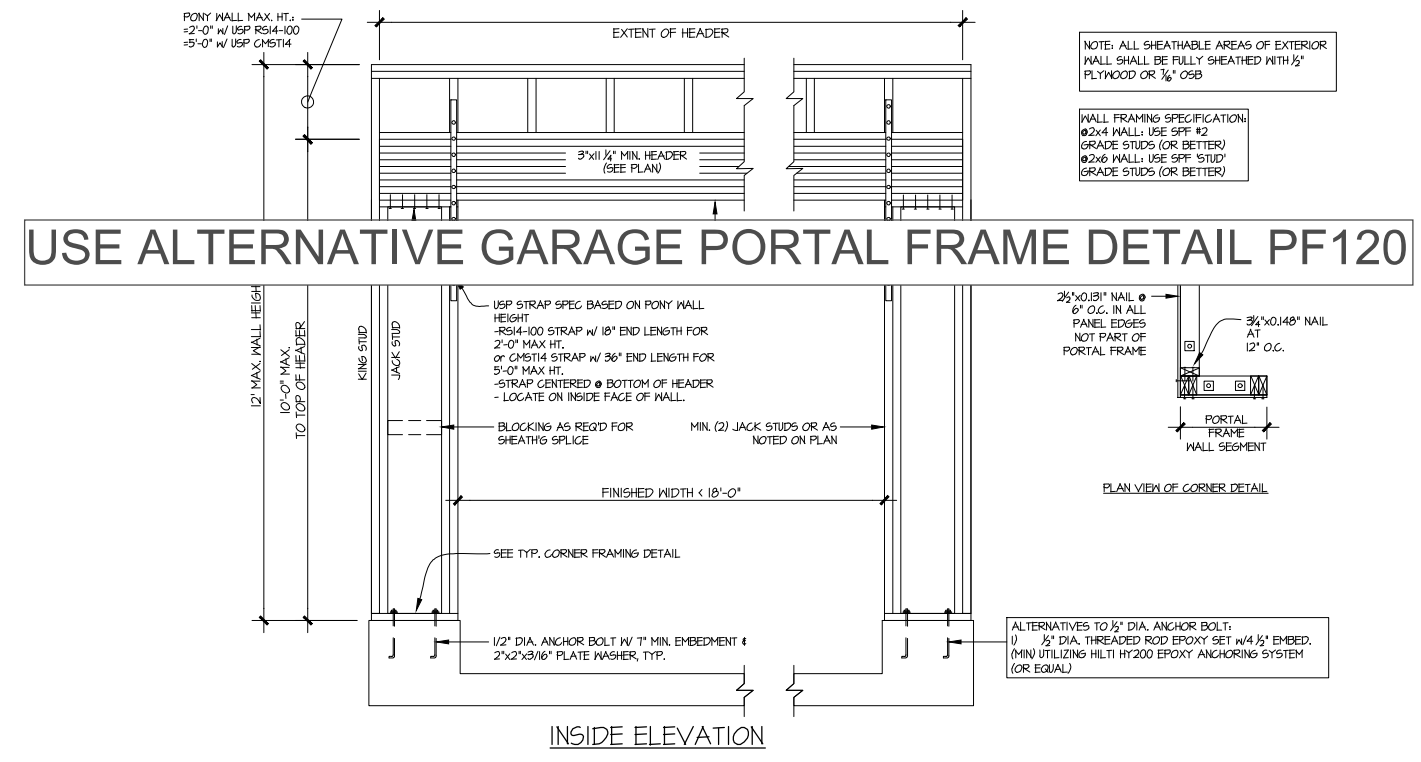 PONY WALL MAX. HT.:
=2'-0" W/ USP RS14-100
=5'-0" W/ USP CMST14
EXTENT OF HEADER
NOTE: ALL SHEATHABLE AREAS OF EXTERIOR
WALL SHALL BE FULLY SHEATHED WITH ½"
PLYWOOD OR 7/16" OSB
WALL FRAMING SPECIFICATION:
@2x4 WALL: USE SPF #2
GRADE STUDS (OR BETTER)
@2x6 WALL: USE SPF 'STUD'
GRADE STUDS (OR BETTER)
3"x11 ¼" MIN. HEADER
(SEE PLAN)
USE ALTERNATIVE GARAGE PORTAL FRAME DETAIL PF120
12' MAX. WALL HEIGH
10'-0" MAX.
TO TOP OF HEADER
KING STUD
JACK STUD
USP STRAP SPEC BASED ON PONY WALL
HEIGHT
-RS14-100 STRAP W/ 18" END LENGTH FOR
2'-0" MAX HT.
or CMST14 STRAP W/ 36" END LENGTH FOR
5'-0" MAX HT.
-STRAP CENTERED @ BOTTOM OF HEADER
- LOCATE ON INSIDE FACE OF WALL.
2½"x0.131" NAIL @
6" O.C. IN ALL
PANEL EDGES
NOT PART OF
PORTAL FRAME
3¼"x0.148" NAIL
AT
12" O.C.
BLOCKING AS REQ'D FOR
SHEATH'G SPLICE
MIN. (2) JACK STUDS OR AS
NOTED ON PLAN
PORTAL
FRAME
WALL SEGMENT
PLAN VIEW OF CORNER DETAIL
FINISHED WIDTH < 18'-0"
SEE TYP. CORNER FRAMING DETAIL
1/2" DIA. ANCHOR BOLT W/ 7" MIN. EMBEDMENT &
2"x2"x3/16" PLATE WASHER, TYP.
ALTERNATIVES TO ½" DIA. ANCHOR BOLT:
1) ½" DIA. THREADED ROD EPOXY SET W/4 ½" EMBED.
(MIN) UTILIZING HILTI HY200 EPOXY ANCHORING SYSTEM
(OR EQUAL)
INSIDE ELEVATION